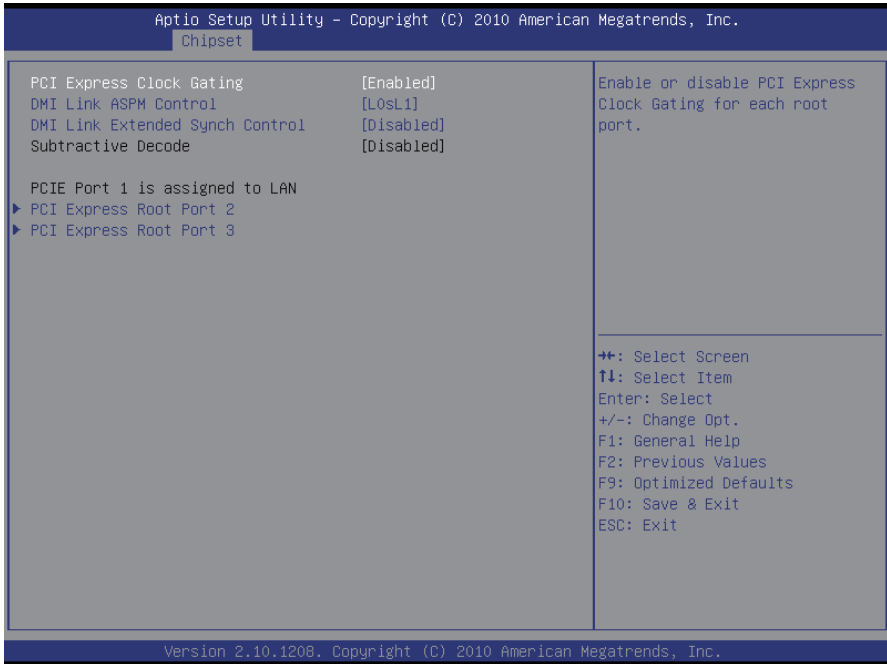 Aptio Setup Utility – Copyright (C) 2010 American Megatrends, Inc.
Chipset
PCI Express Clock Gating [Enabled]
DMI Link ASPM Control [L0sL1]
DMI Link Extended Synch Control [Disabled]
Subtractive Decode [Disabled]
PCIE Port 1 is assigned to LAN
▶ PCI Express Root Port 2
▶ PCI Express Root Port 3
Enable or disable PCI Express
Clock Gating for each root
port.
→←: Select Screen
↑↓: Select Item
Enter: Select
+/-: Change Opt.
F1: General Help
F2: Previous Values
F9: Optimized Defaults
F10: Save & Exit
ESC: Exit
Version 2.10.1208. Copyright (C) 2010 American Megatrends, Inc.